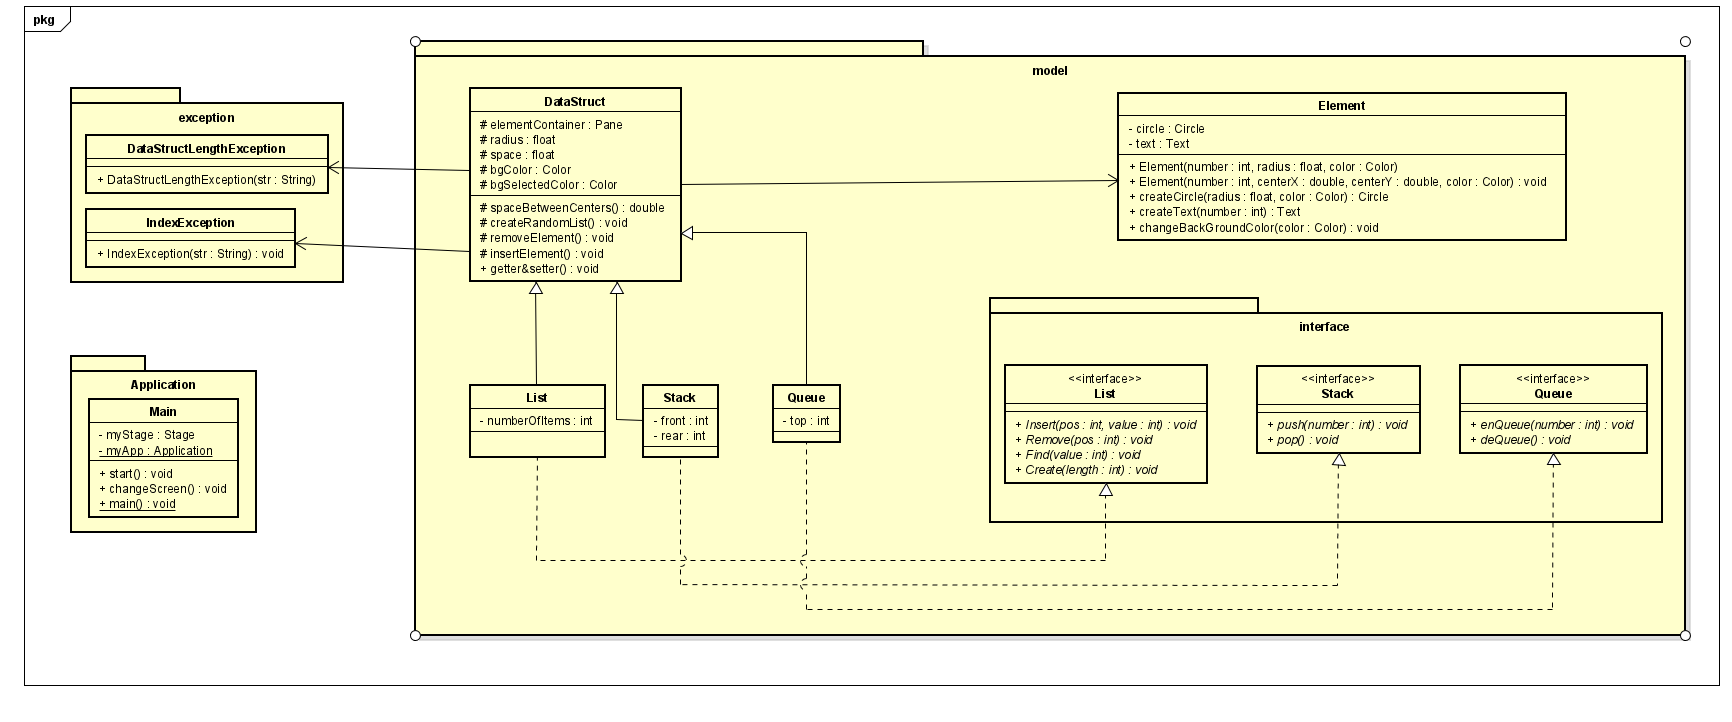 pkg
model
exception
DataStructLengthException
+ DataStructLengthException(str : String)
IndexException
+ IndexException(str : String) : void
DataStruct
# elementContainer : Pane
# radius : float
# space : float
# bgColor : Color
# bgSelectedColor : Color
# spaceBetweenCenters() : double
# createRandomList() : void
# removeElement() : void
# insertElement() : void
+ getter&setter() : void
Element
- circle : Circle
- text : Text
+ Element(number : int, radius : float, color : Color)
+ Element(number : int, centerX : double, centerY : double, color : Color) : void
+ createCircle(radius : float, color : Color) : Circle
+ createText(number : int) : Text
+ changeBackGroundColor(color : Color) : void
Application
Main
- myStage : Stage
- myApp : Application
+ start() : void
+ changeScreen() : void
+ main() : void
List
- numberOfItems : int
Stack
- front : int
- rear : int
Queue
- top : int
interface
<<interface>>
List
+ Insert(pos : int, value : int) : void
+ Remove(pos : int) : void
+ Find(value : int) : void
+ Create(length : int) : void
<<interface>>
Stack
+ push(number : int) : void
+ pop() : void
<<interface>>
Queue
+ enQueue(number : int) : void
+ deQueue() : void